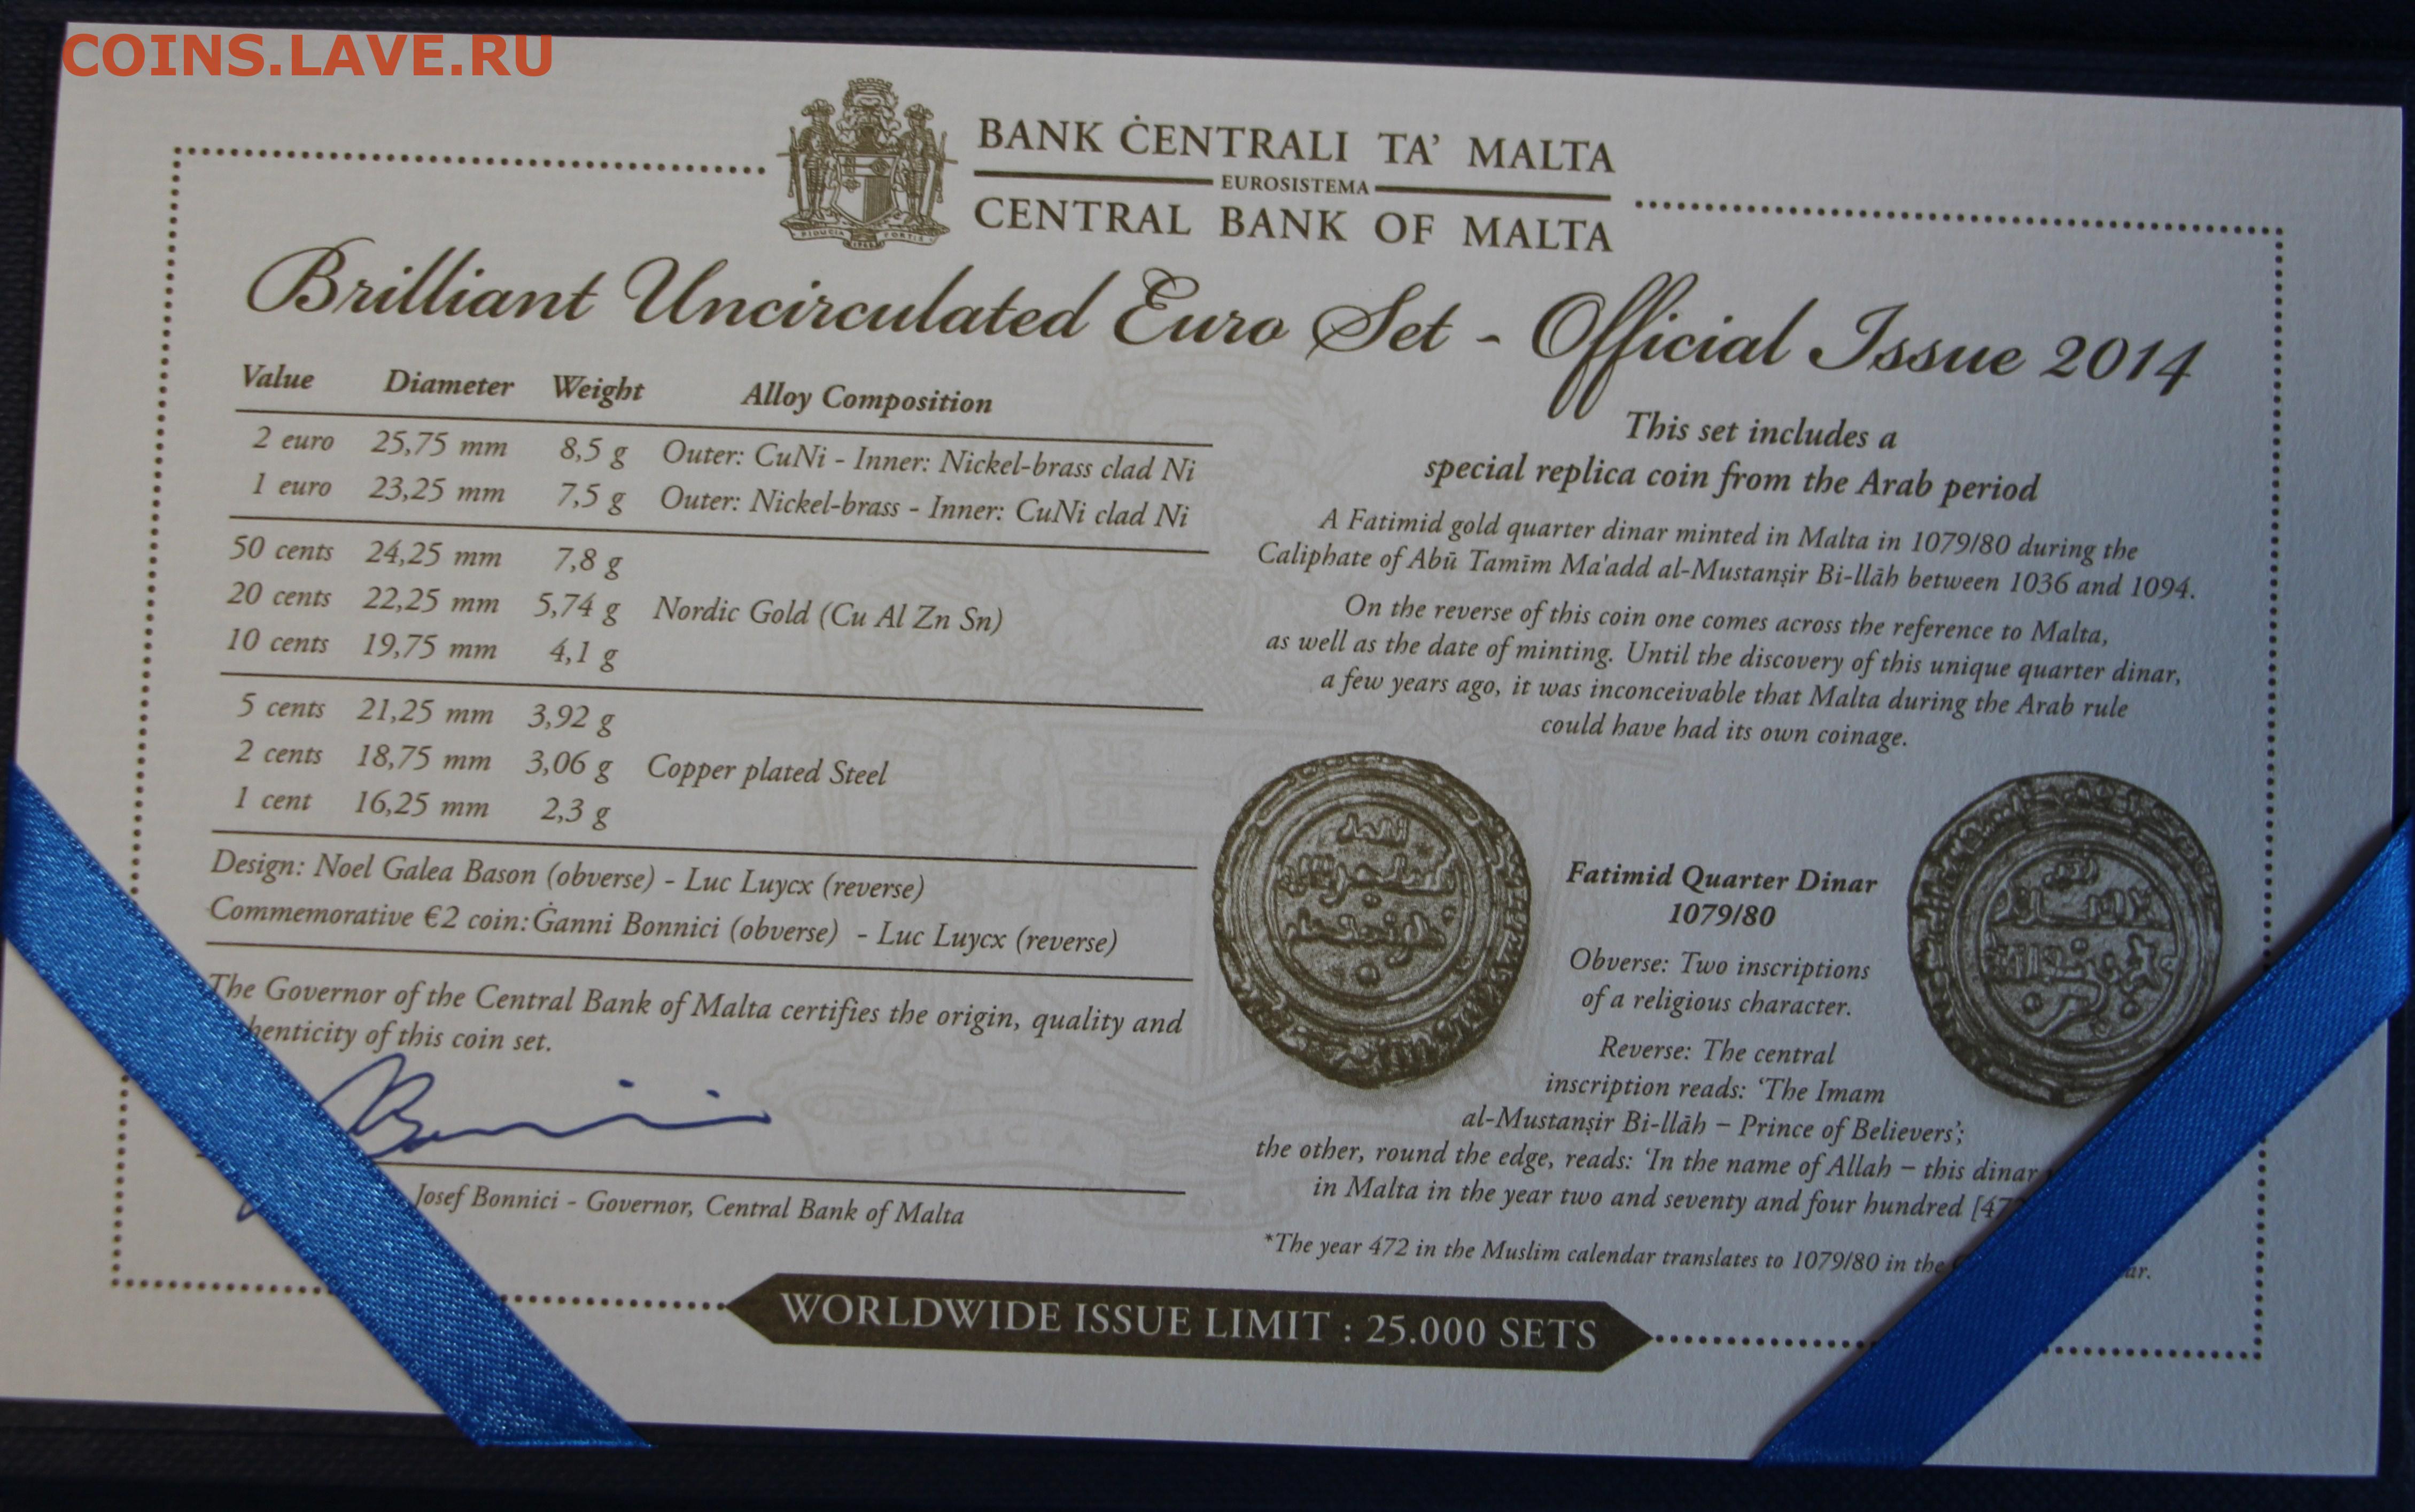 COINS.LAVE.RU
BANK ĊENTRALI TA' MALTA
EUROSISTEMA
CENTRAL BANK OF MALTA
FIDUCIA FORTIS
Brilliant Uncirculated Euro Set - Official Issue 2014
Value Diameter Weight Alloy Composition
2 euro 25,75 mm 8,5 g Outer: CuNi - Inner: Nickel-brass clad Ni
1 euro 23,25 mm 7,5 g Outer: Nickel-brass - Inner: CuNi clad Ni
50 cents 24,25 mm 7,8 g
20 cents 22,25 mm 5,74 g Nordic Gold (Cu Al Zn Sn)
10 cents 19,75 mm 4,1 g
5 cents 21,25 mm 3,92 g
2 cents 18,75 mm 3,06 g Copper plated Steel
1 cent 16,25 mm 2,3 g
Design: Noel Galea Bason (obverse) - Luc Luycx (reverse)
Commemorative €2 coin: Ġanni Bonnici (obverse) - Luc Luycx (reverse)
The Governor of the Central Bank of Malta certifies the origin, quality and
henticity of this coin set.
Josef Bonnici - Governor, Central Bank of Malta
This set includes a
special replica coin from the Arab period
A Fatimid gold quarter dinar minted in Malta in 1079/80 during the
Caliphate of Abū Tamīm Ma'add al-Mustanṣir Bi-llāh between 1036 and 1094.
On the reverse of this coin one comes across the reference to Malta,
as well as the date of minting. Until the discovery of this unique quarter dinar,
a few years ago, it was inconceivable that Malta during the Arab rule
could have had its own coinage.
Fatimid Quarter Dinar
1079/80
Obverse: Two inscriptions
of a religious character.
Reverse: The central
inscription reads: 'The Imam
al-Mustanṣir Bi-llāh – Prince of Believers';
the other, round the edge, reads: 'In the name of Allah – this dinar
in Malta in the year two and seventy and four hundred [47
*The year 472 in the Muslim calendar translates to 1079/80 in the
ar.
WORLDWIDE ISSUE LIMIT : 25.000 SETS